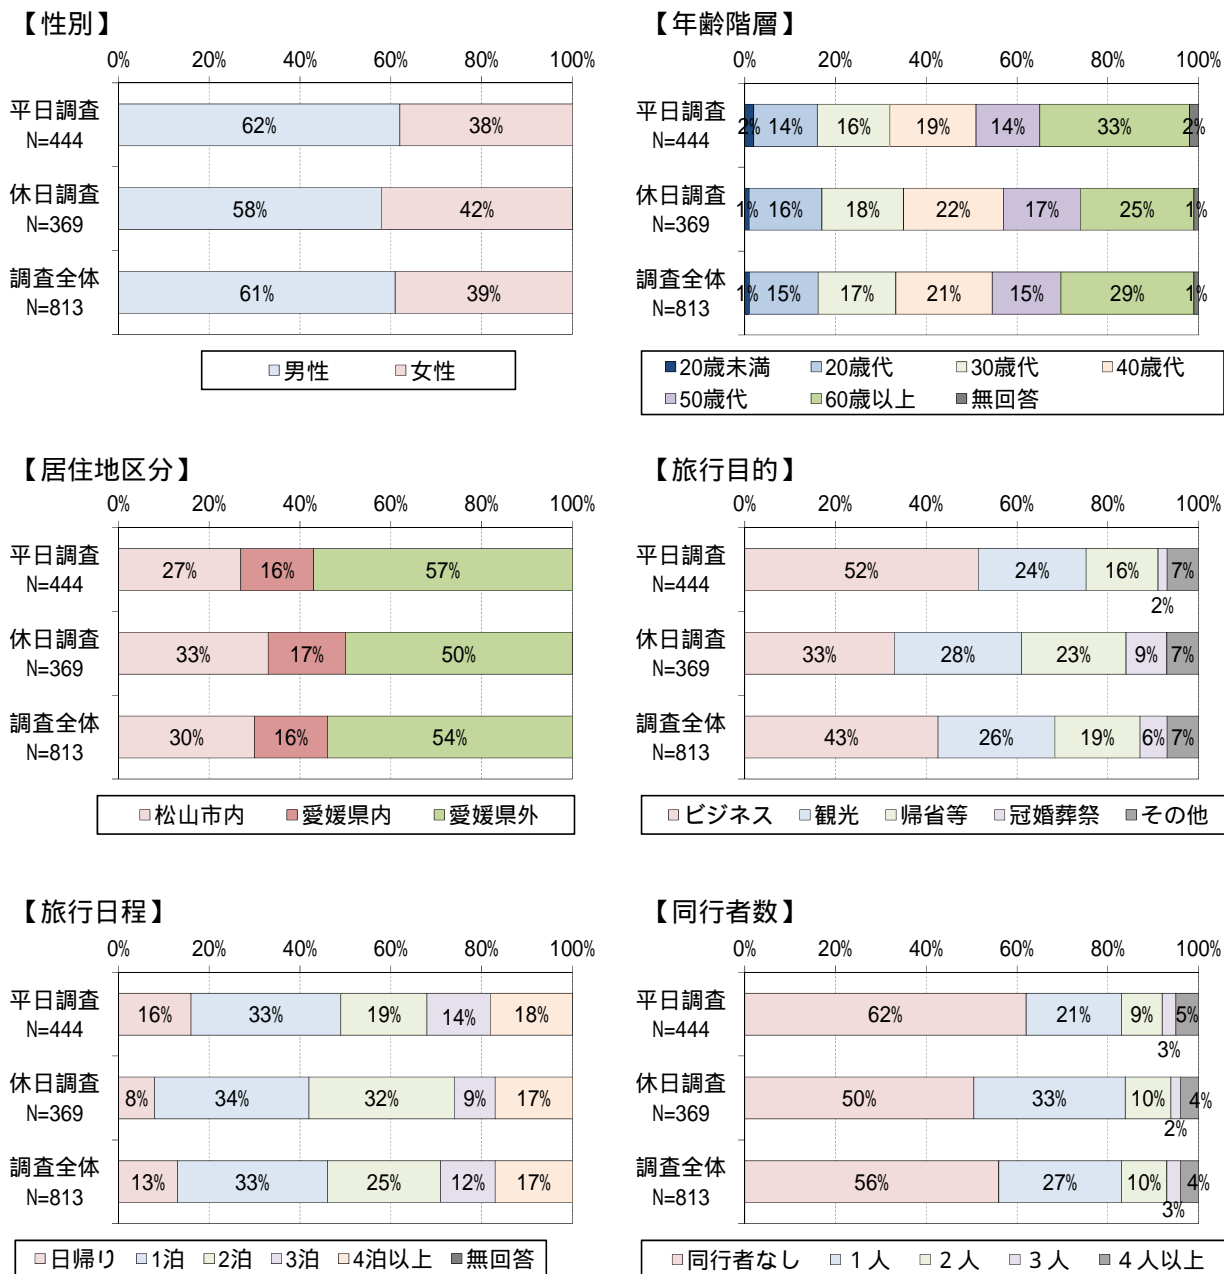 【性別】
0% 20% 40% 60% 80% 100%
平日調査
N=444
62% 38%
休日調査
N=369
58% 42%
調査全体
N=813
61% 39%
男性 女性
【年齢階層】
0% 20% 40% 60% 80% 100%
平日調査
N=444
2% 14% 16% 19% 14% 33% 2%
休日調査
N=369
1% 16% 18% 22% 17% 25% 1%
調査全体
N=813
1% 15% 17% 21% 15% 29% 1%
20歳未満 20歳代 30歳代 40歳代
50歳代 60歳以上 無回答
【居住地区分】
0% 20% 40% 60% 80% 100%
平日調査
N=444
27% 16% 57%
休日調査
N=369
33% 17% 50%
調査全体
N=813
30% 16% 54%
松山市内 愛媛県内 愛媛県外
【旅行目的】
0% 20% 40% 60% 80% 100%
平日調査
N=444
52% 24% 16% 7%
2%
休日調査
N=369
33% 28% 23% 9% 7%
調査全体
N=813
43% 26% 19% 6% 7%
ビジネス 観光 帰省等 冠婚葬祭 その他
【旅行日程】
0% 20% 40% 60% 80% 100%
平日調査
N=444
16% 33% 19% 14% 18%
休日調査
N=369
8% 34% 32% 9% 17%
調査全体
N=813
13% 33% 25% 12% 17%
日帰り 1泊 2泊 3泊 4泊以上 無回答
【同行者数】
0% 20% 40% 60% 80% 100%
平日調査
N=444
62% 21% 9% 5%
3%
休日調査
N=369
50% 33% 10% 4%
2%
調査全体
N=813
56% 27% 10% 4%
3%
同行者なし 1人 2人 3人 4人以上